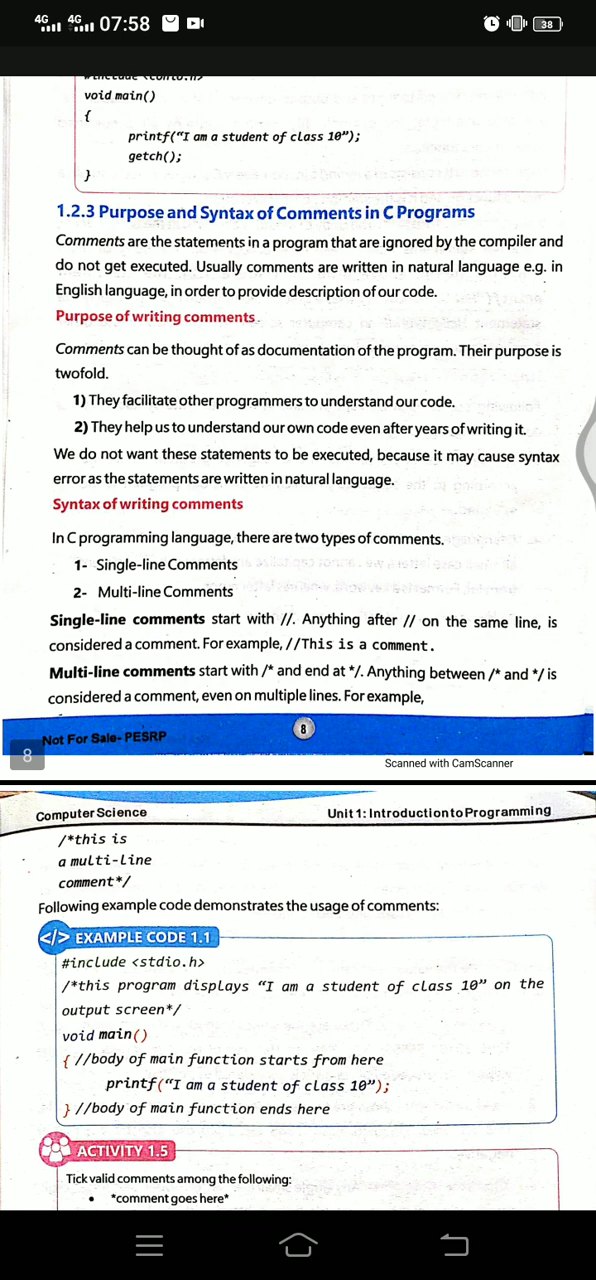 4G 4G 07:58 38
#include <conio.h>
void main()
{
printf(“I am a student of class 10”);
getch();
}
1.2.3 Purpose and Syntax of Comments in C Programs
Comments are the statements in a program that are ignored by the compiler and
do not get executed. Usually comments are written in natural language e.g. in
English language, in order to provide description of our code.
Purpose of writing comments
Comments can be thought of as documentation of the program. Their purpose is
twofold.
1) They facilitate other programmers to understand our code.
2) They help us to understand our own code even after years of writing it.
We do not want these statements to be executed, because it may cause syntax
error as the statements are written in natural language.
Syntax of writing comments
In C programming language, there are two types of comments.
1- Single-line Comments
2- Multi-line Comments
Single-line comments start with //. Anything after // on the same line, is
considered a comment. For example, //This is a comment.
Multi-line comments start with /* and end at */. Anything between /* and */ is
considered a comment, even on multiple lines. For example,
Not For Sale- PESRP 8
8
Scanned with CamScanner
Computer Science Unit 1: Introduction to Programming
/*this is
a multi-line
comment*/
Following example code demonstrates the usage of comments:
</> EXAMPLE CODE 1.1
#include <stdio.h>
/*this program displays “I am a student of class 10” on the
output screen*/
void main()
{ //body of main function starts from here
printf(“I am a student of class 10”);
} //body of main function ends here
ACTIVITY 1.5
Tick valid comments among the following:
• *comment goes here*